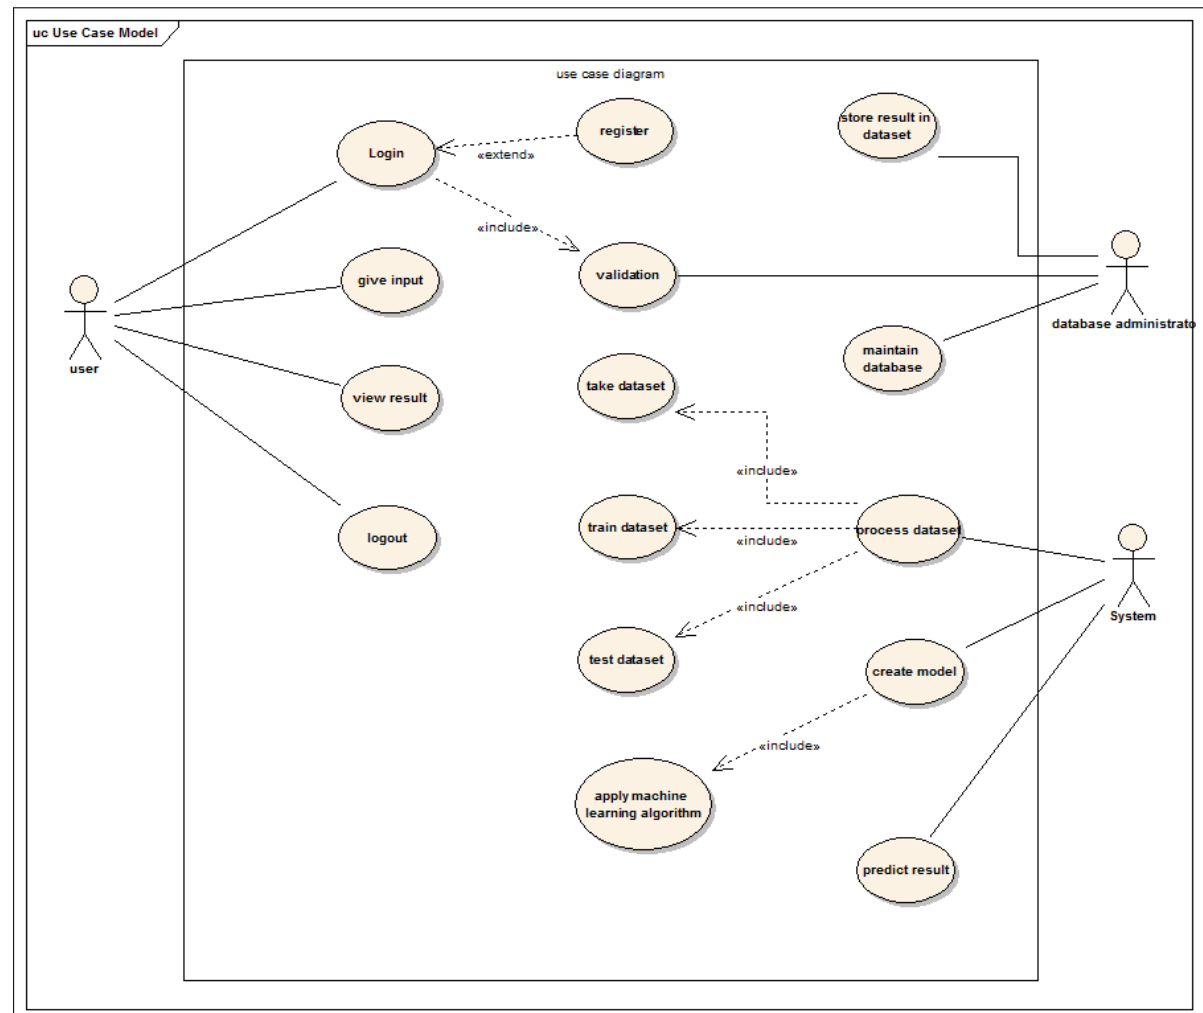 uc Use Case Model
use case diagram
Login
register
store result in
dataset
«extend»
«include»
give input
validation
database administrato
user
view result
take dataset
maintain
database
«include»
logout
train dataset
«include»
process dataset
«include»
System
test dataset
create model
«include»
apply machine
learning algorithm
predict result